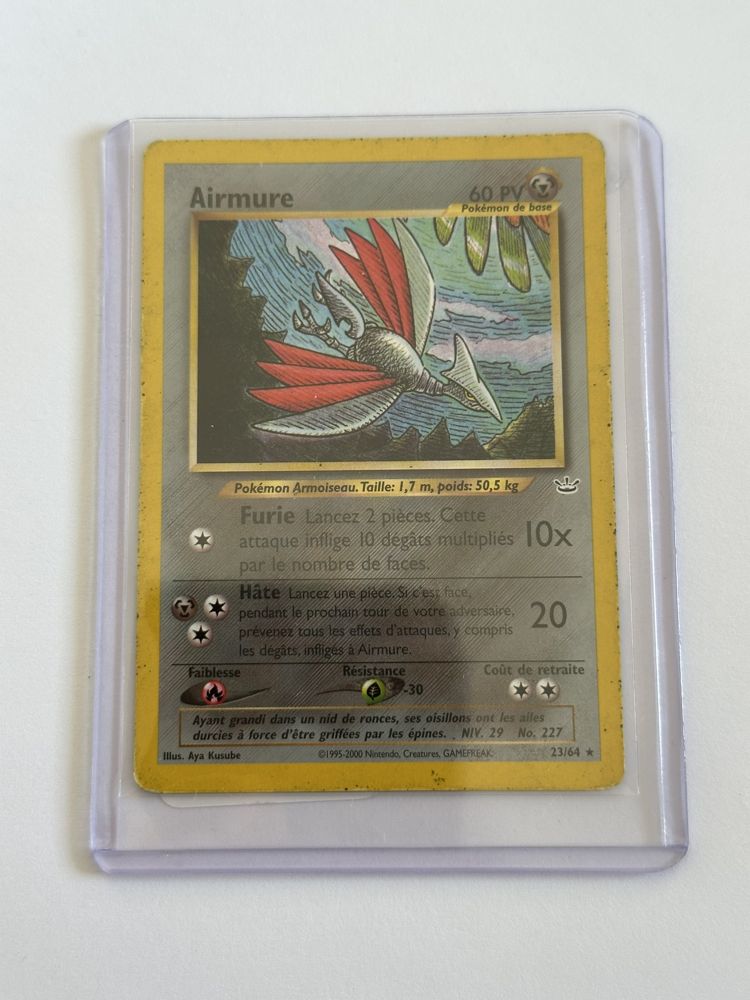 Airmure
60 PV
Pokémon de base
Pokémon Armoiseau. Taille: 1,7 m, poids: 50,5 kg
Furie Lancez 2 pièces. Cette
attaque inflige 10 dégâts multipliés
par le nombre de faces.
10x
Hâte Lancez une pièce. Si c'est face,
pendant le prochain tour de votre adversaire,
prévenez tous les effets d'attaques, y compris
les dégâts, infligés à Airmure.
20
Faiblesse
Résistance
-30
Coût de retraite
Ayant grandi dans un nid de ronces, ses oisillons ont les ailes
durcies à force d'être griffées par les épines. NIV. 29 No. 227
Illus. Aya Kusube
©1995-2000 Nintendo, Creatures, GAMEFREAK.
23/64 ★